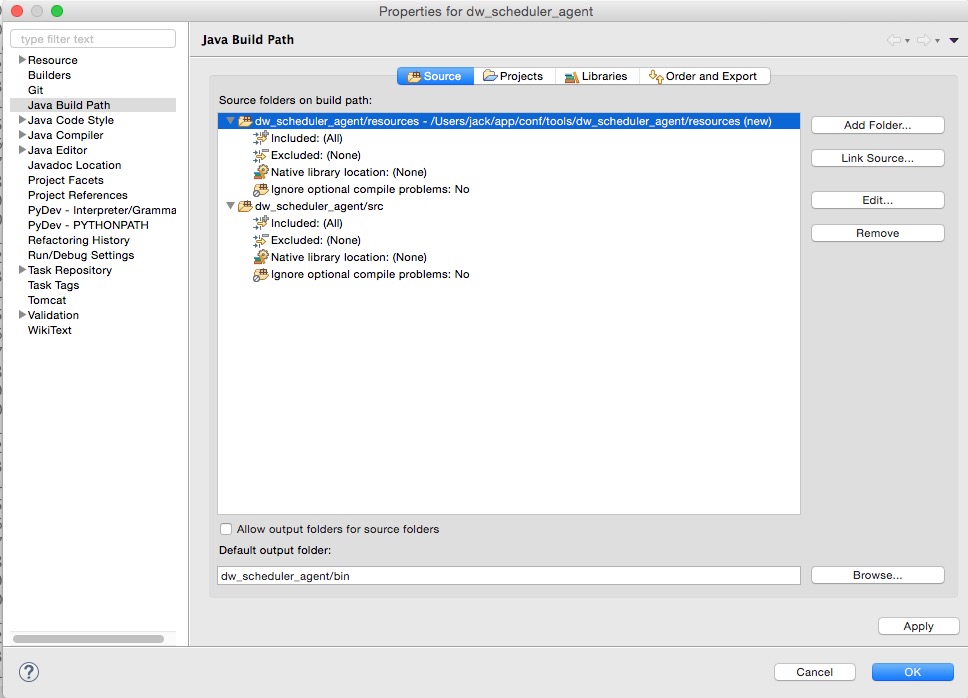 Properties for dw_scheduler_agent
type filter text
Resource
Builders
Git
Java Build Path
Java Code Style
Java Compiler
Java Editor
Javadoc Location
Project Facets
Project References
PyDev - Interpreter/Gramma
PyDev - PYTHONPATH
Refactoring History
Run/Debug Settings
Task Repository
Task Tags
Tomcat
Validation
WikiText
Java Build Path
Source Projects Libraries Order and Export
Source folders on build path:
dw_scheduler_agent/resources - /Users/jack/app/conf/tools/dw_scheduler_agent/resources (new)
Included: (All)
Excluded: (None)
Native library location: (None)
Ignore optional compile problems: No
dw_scheduler_agent/src
Included: (All)
Excluded: (None)
Native library location: (None)
Ignore optional compile problems: No
Add Folder...
Link Source...
Edit...
Remove
Allow output folders for source folders
Default output folder:
dw_scheduler_agent/bin
Browse...
Apply
?
Cancel
OK